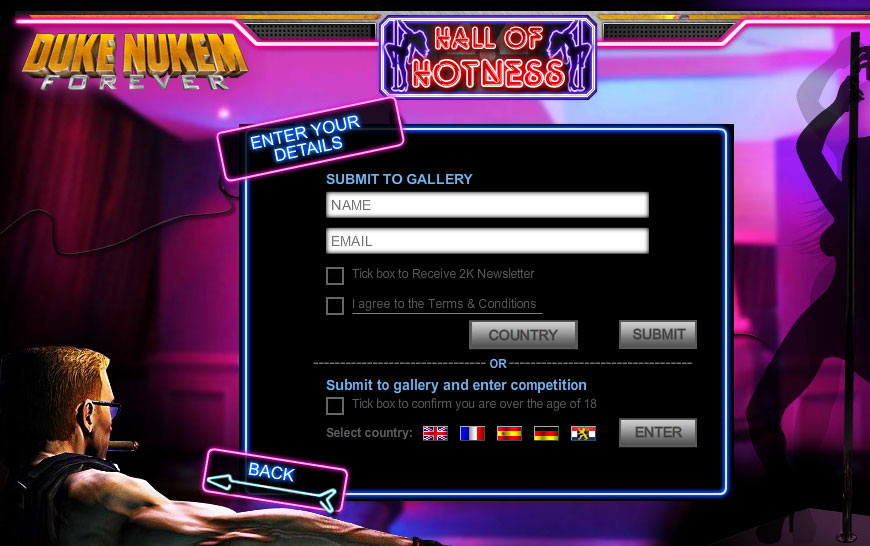 DUKE NUKEM
FOREVER
HALL OF
HOTNESS
ENTER YOUR
DETAILS
SUBMIT TO GALLERY
NAME
EMAIL
Tick box to Receive 2K Newsletter
I agree to the Terms & Conditions
COUNTRY
SUBMIT
OR
Submit to gallery and enter competition
Tick box to confirm you are over the age of 18
Select country:
ENTER
BACK